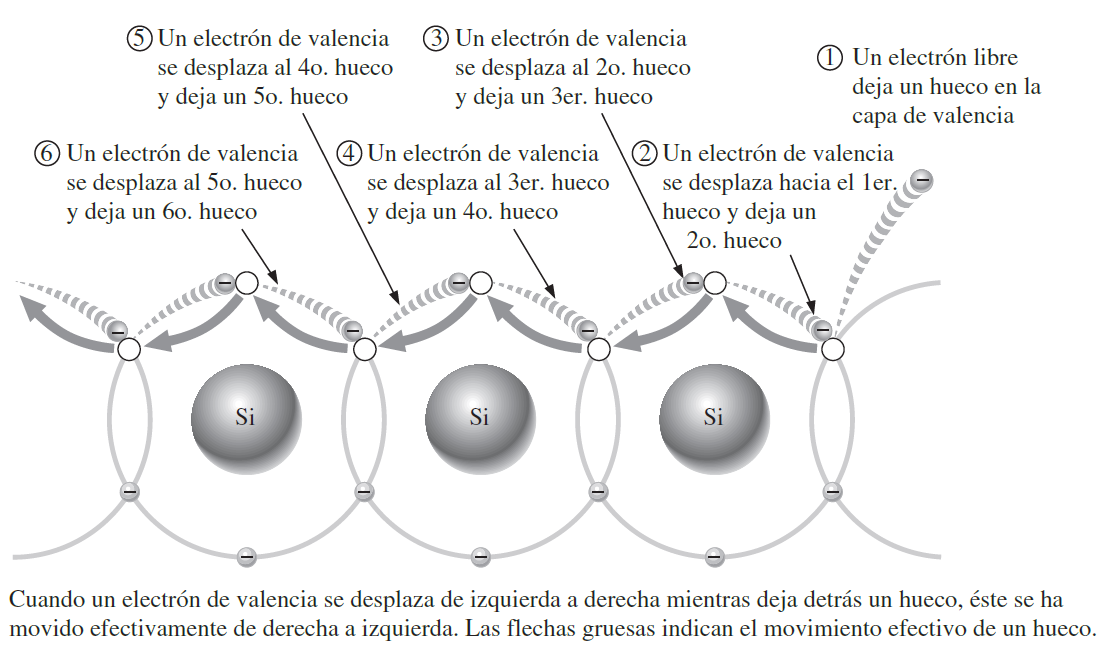 ⑤ Un electrón de valencia
se desplaza al 4o. hueco
y deja un 5o. hueco
③ Un electrón de valencia
se desplaza al 2o. hueco
y deja un 3er. hueco
① Un electrón libre
deja un hueco en la
capa de valencia
⑥ Un electrón de valencia
se desplaza al 5o. hueco
y deja un 6o. hueco
④ Un electrón de valencia
se desplaza al 3er. hueco
y deja un 4o. hueco
② Un electrón de valencia
se desplaza hacia el 1er.
hueco y deja un
2o. hueco
Si
Si
Si
Cuando un electrón de valencia se desplaza de izquierda a derecha mientras deja detrás un hueco, éste se ha
movido efectivamente de derecha a izquierda. Las flechas gruesas indican el movimiento efectivo de un hueco.